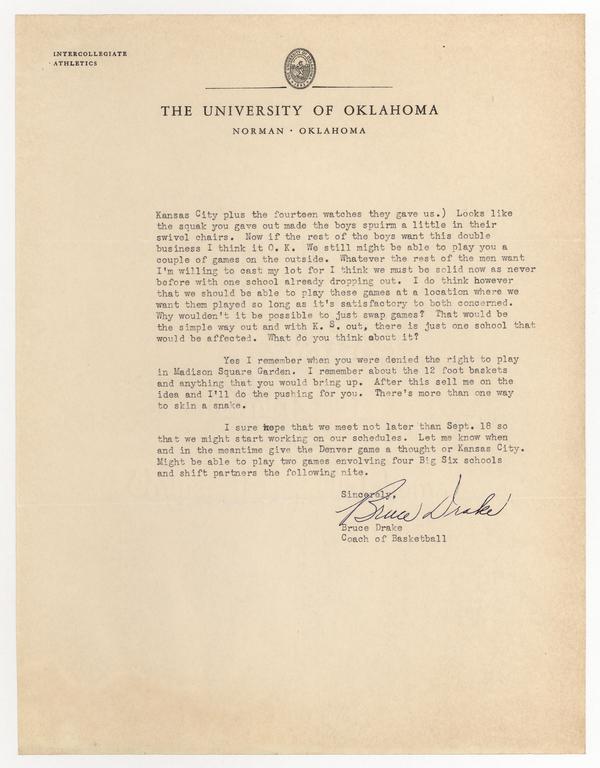 INTERCOLLEGIATE
ATHLETICS
THE UNIVERSITY OF OKLAHOMA
NORMAN · OKLAHOMA
Kansas City plus the fourteen watches they gave us.) Looks like
the squak you gave out made the boys spuirm a little in their
swivel chairs. Now if the rest of the boys want this double
business I think it O. K. We still might be able to play you a
couple of games on the outside. Whatever the rest of the men want
I'm willing to cast my lot for I think we must be solid now as never
before with one school already dropping out. I do think however
that we should be able to play these games at a location where we
want them played so long as it's satisfactory to both concerned.
Why woulden't it be possible to just swap games? That would be
the simple way out and with K. S. out, there is just one school that
would be affected. What do you think about it?
Yes I remember when you were denied the right to play
in Madison Square Garden. I remember about the 12 foot baskets
and anything that you would bring up. After this sell me on the
idea and I'll do the pushing for you. There's more than one way
to skin a snake.
I sure hope that we meet not later than Sept. 18 so
that we might start working on our schedules. Let me know when
and in the meantime give the Denver game a thought or Kansas City.
Might be able to play two games envolving four Big Six schools
and shift partners the following nite.
Sincerely,
Bruce Drake
Bruce Drake
Coach of Basketball